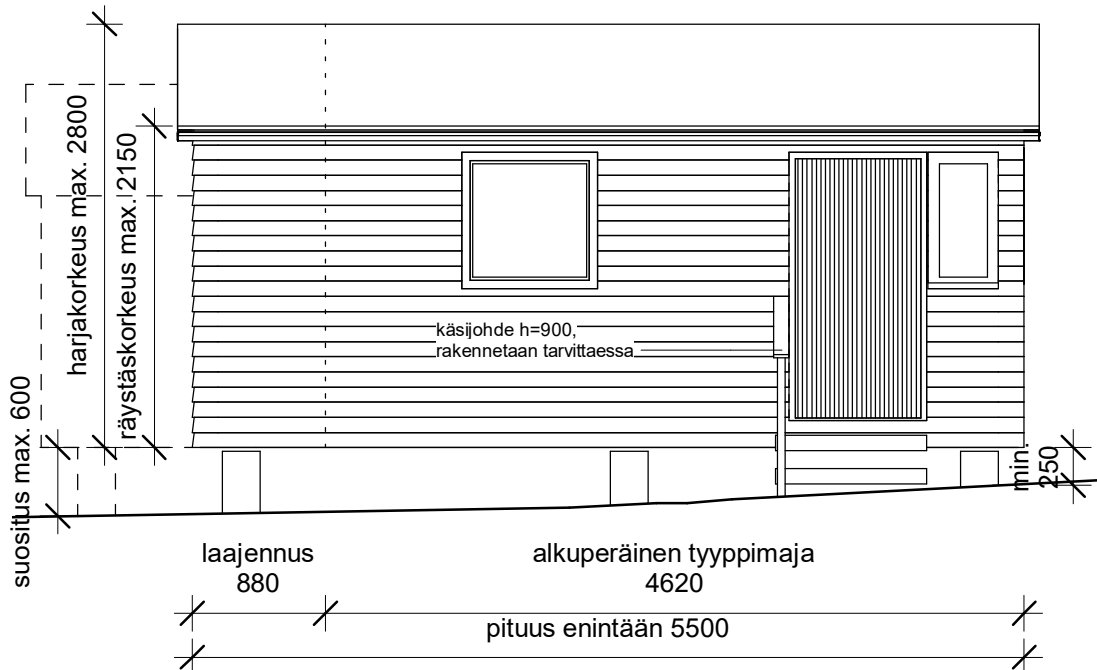 harjakorkeus max. 2800
räystäskorkeus max. 2150
suositus max. 600
käsijohde h=900,
rakennetaan tarvittaessa
min.
250
laajennus
880
alkuperäinen tyyppimaja
4620
pituus enintään 5500